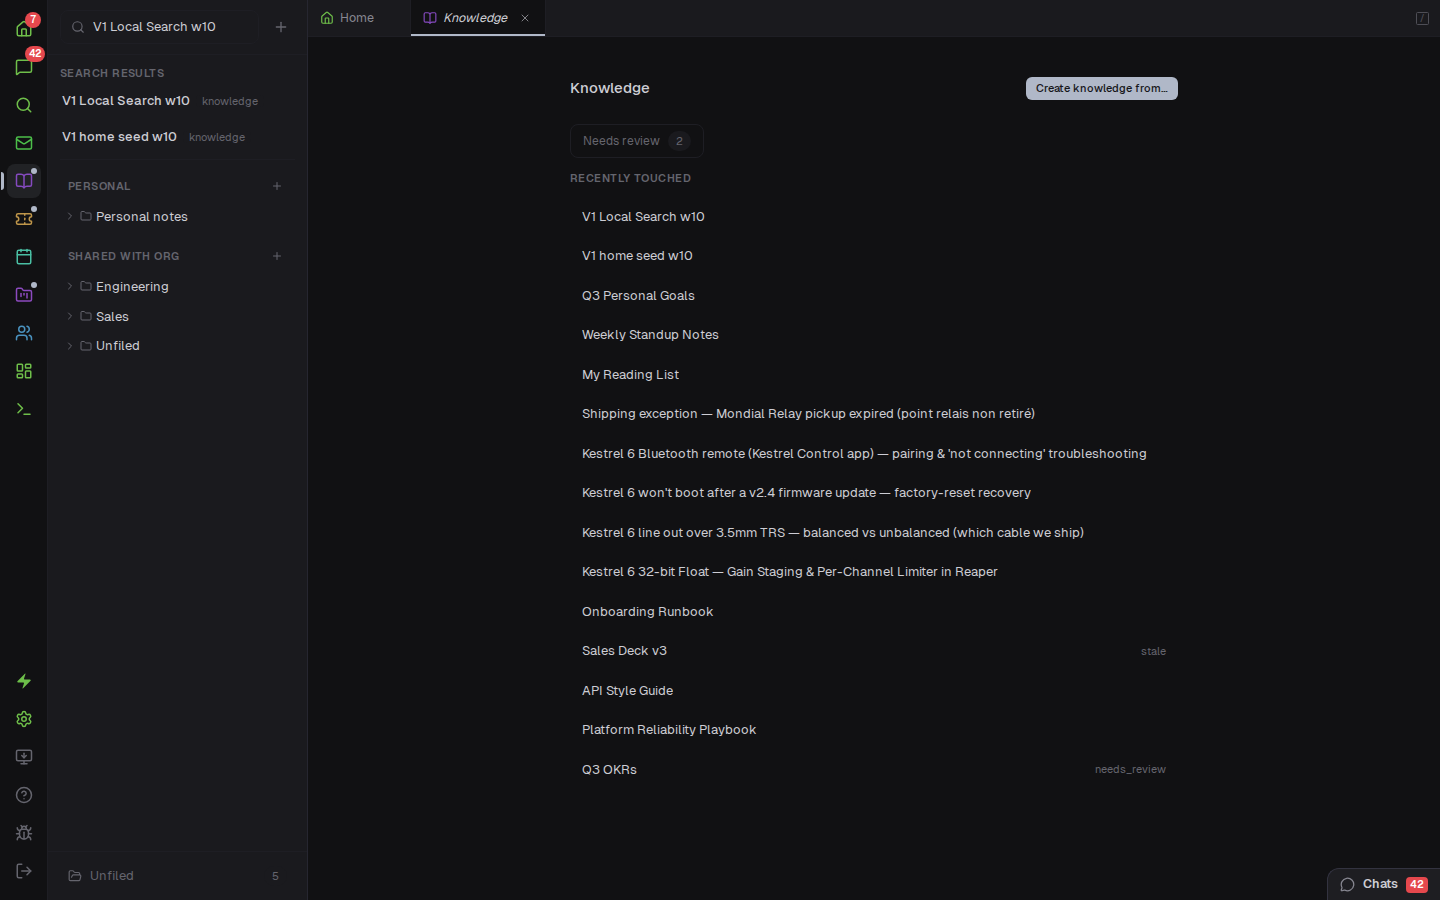 7
42
V1 Local Search w10
SEARCH RESULTS
V1 Local Search w10 knowledge
V1 home seed w10 knowledge
PERSONAL
Personal notes
SHARED WITH ORG
Engineering
Sales
Unfiled
Unfiled 5
Home
Knowledge
Knowledge
Create knowledge from...
Needs review 2
RECENTLY TOUCHED
V1 Local Search w10
V1 home seed w10
Q3 Personal Goals
Weekly Standup Notes
My Reading List
Shipping exception — Mondial Relay pickup expired (point relais non retiré)
Kestrel 6 Bluetooth remote (Kestrel Control app) — pairing & 'not connecting' troubleshooting
Kestrel 6 won't boot after a v2.4 firmware update — factory-reset recovery
Kestrel 6 line out over 3.5mm TRS — balanced vs unbalanced (which cable we ship)
Kestrel 6 32-bit Float — Gain Staging & Per-Channel Limiter in Reaper
Onboarding Runbook
Sales Deck v3 stale
API Style Guide
Platform Reliability Playbook
Q3 OKRs needs_review
Chats 42